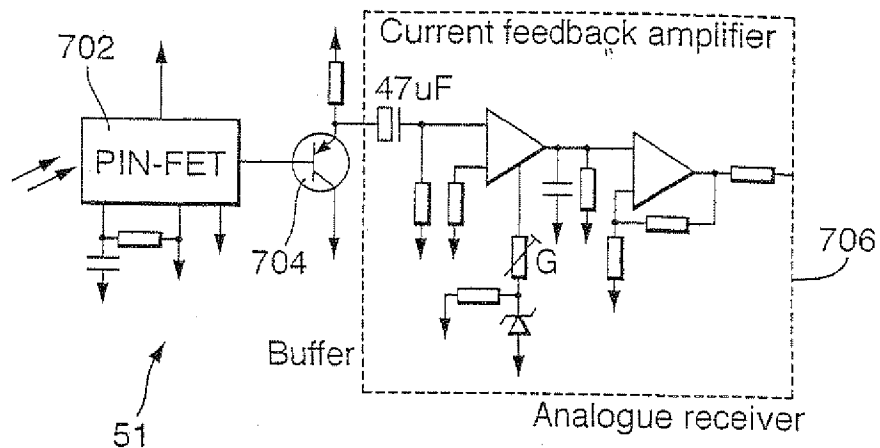 702
Current feedback amplifier
47uF
PIN-FET
704
G
706
Buffer
51
Analogue receiver